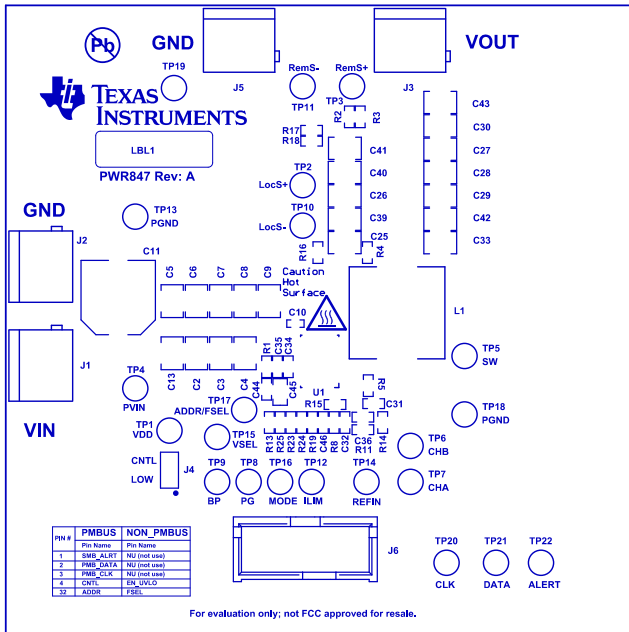 Pb
GND
VOUT
TP19
J5
RemS-
RemS+
TP11
TP3
J3
TEXAS
INSTRUMENTS
LBL1
PWR847 Rev: A
R2
R3
R17
R18
C43
C30
C27
C28
C29
C42
C33
C41
C40
C26
C39
C25
TP2
LocS+
TP10
LocS-
R16
R4
GND
TP13
PGND
J2
C11
C5
C6
C7
C8
C9
Caution
Hot
Surface
C10
L1
J1
VIN
TP4
PVIN
C13
C2
C3
C4
R1
C35
C34
C44
C45
U1
R15
R5
C31
TP5
SW
TP18
PGND
TP17
ADDR/FSEL
TP1
VDD
TP15
VSEL
R13
R25
R23
R24
R19
C46
R8
C32
C36
R11
R14
TP6
CHB
TP7
CHA
CNTL
LOW
J4
TP9
BP
TP8
PG
TP16
MODE
TP12
ILIM
TP14
REFIN
PIN # PMBUS NON_PMBUS
Pin Name Pin Name
1 SMB_ALRT NU (not use)
2 PMB_DATA NU (not use)
3 PMB_CLK NU (not use)
4 CNTL EN_UVLO
32 ADDR FSEL
J6
TP20
CLK
TP21
DATA
TP22
ALERT
For evaluation only; not FCC approved for resale.